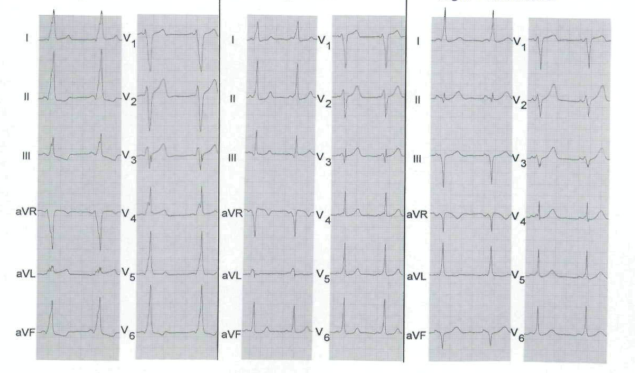 I V1 I V1 I V1
II V2 II V2 II V2
III V3 III V3 III V3
aVR V4 aVR V4 aVR V4
aVL V5 aVL V5 aVL V5
aVF V6 aVF V6 aVF V6